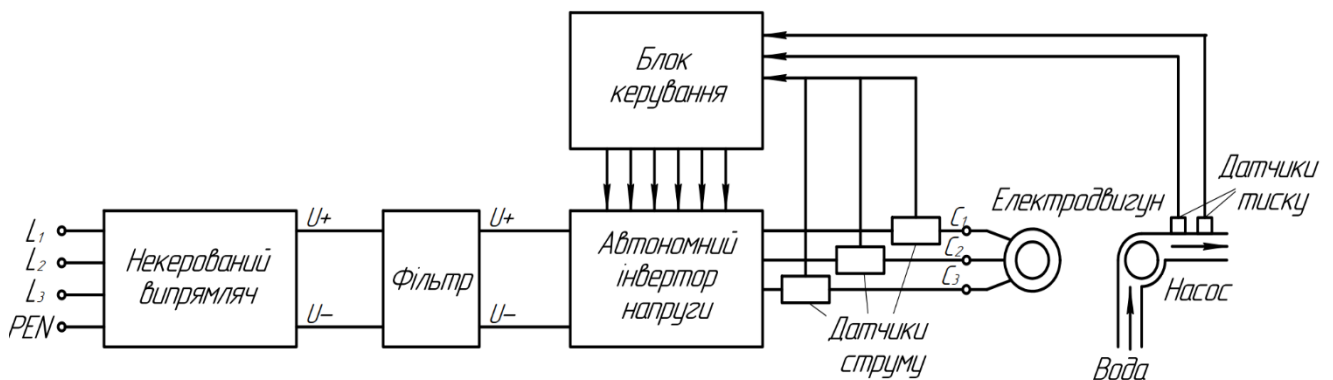 Блок
керування
Датчики
тиску
Електродвигун
L₁
L₂
L₃
PEN
Некерований
випрямляч
U+
U–
Фільтр
U+
U–
Автономний
інвертор
напруги
C₁
C₂
C₃
Датчики
струму
Насос
Вода